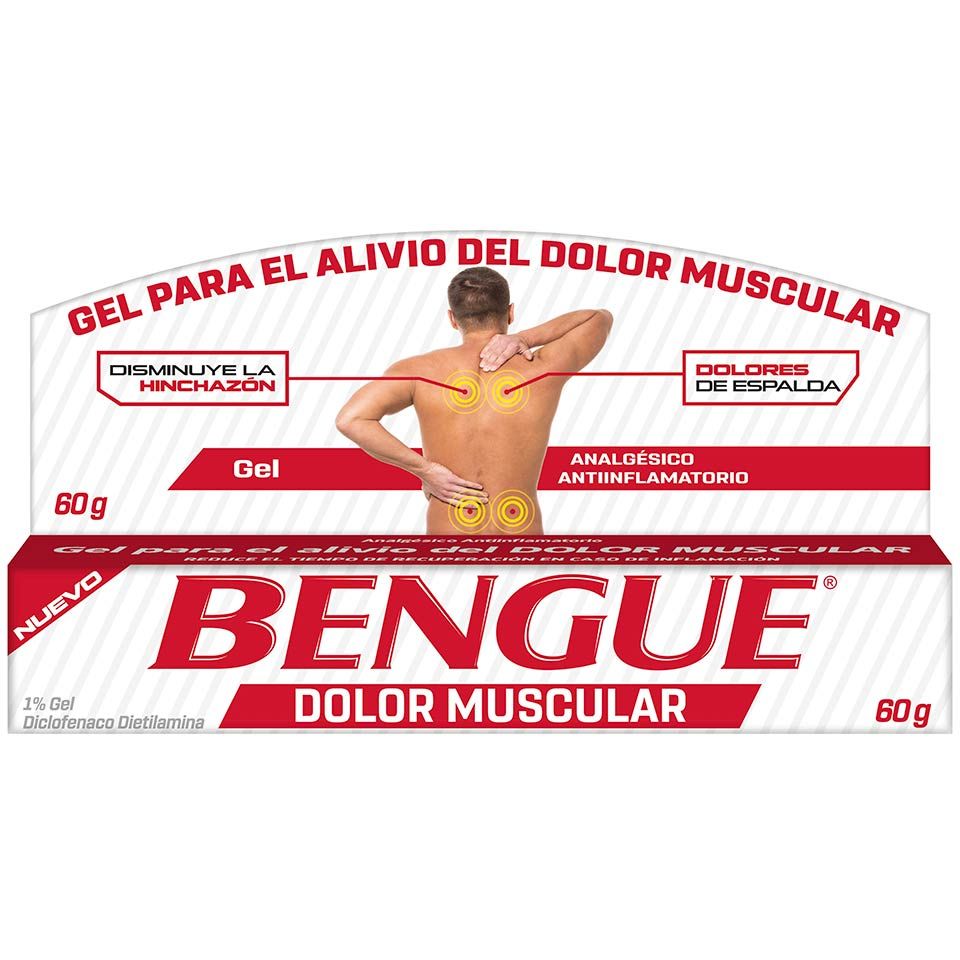 GEL PARA EL ALIVIO DEL DOLOR MUSCULAR
DISMINUYE LA
HINCHAZÓN
DOLORES
DE ESPALDA
Gel
ANALGÉSICO
ANTIINFLAMATORIO
60 g
Analgésico Antiinflamatorio
Gel para el alivio del DOLOR MUSCULAR
REDUCE EL TIEMPO DE RECUPERACIÓN EN CASO DE INFLAMACIÓN
NUEVO
BENGUE®
DOLOR MUSCULAR
1% Gel
Diclofenaco Dietilamina
60 g